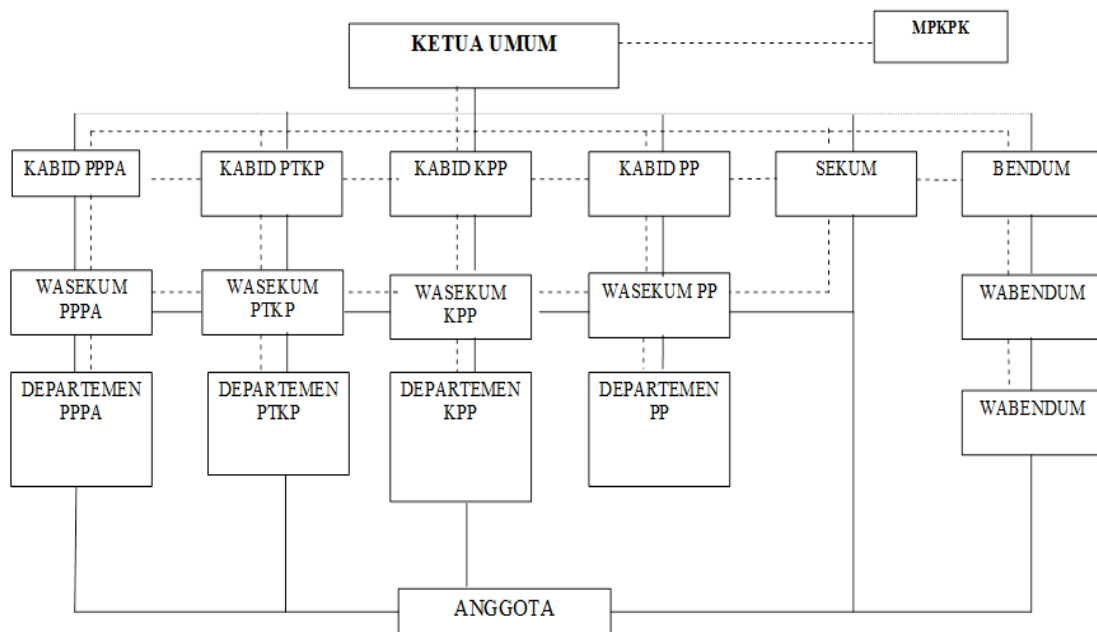 KETUA UMUM
MPKPK
KABID PPPA
KABID PTKP
KABID KPP
KABID PP
SEKUM
BENDUM
WASEKUM
PPPA
WASEKUM
PTKP
WASEKUM
KPP
WASEKUM PP
WABENDUM
DEPARTEMEN
PPPA
DEPARTEMEN
PTKP
DEPARTEMEN
KPP
DEPARTEMEN
PP
WABENDUM
ANGGOTA